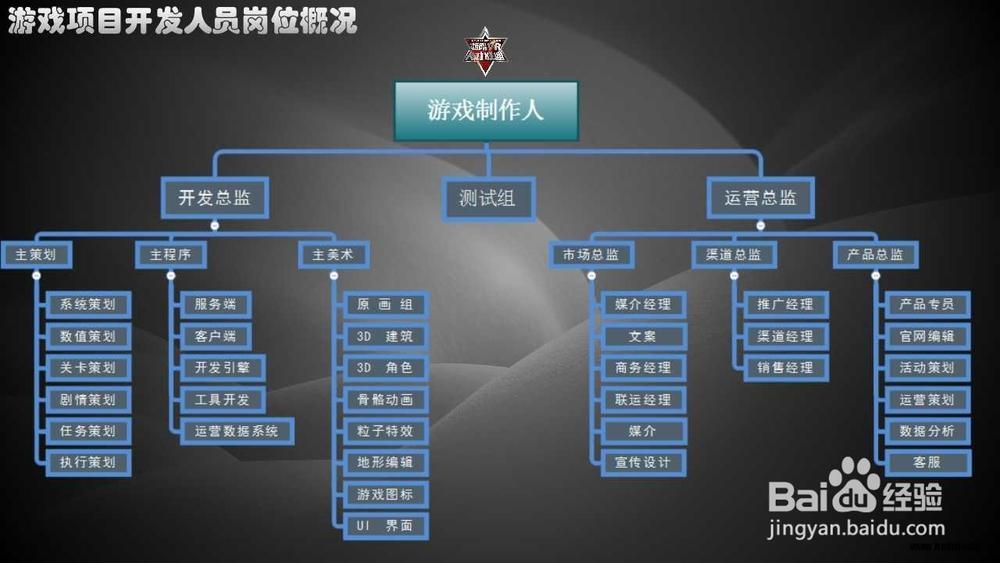 游戏项目开发人员岗位概况
游戏制作人
开发总监
测试组
运营总监
主策划
主程序
主美术
市场总监
渠道总监
产品总监
系统策划
数值策划
关卡策划
剧情策划
任务策划
执行策划
服务端
客户端
开发引擎
工具开发
运营数据系统
原 画 组
3D 建筑
3D 角色
骨骼动画
粒子特效
地形编辑
游戏图标
UI 界面
媒介经理
文案
商务经理
联运经理
媒介
宣传设计
推广经理
渠道经理
销售经理
产品专员
官网编辑
活动策划
运营策划
数据分析
客服
Baidu经验
jingyan.baidu.com